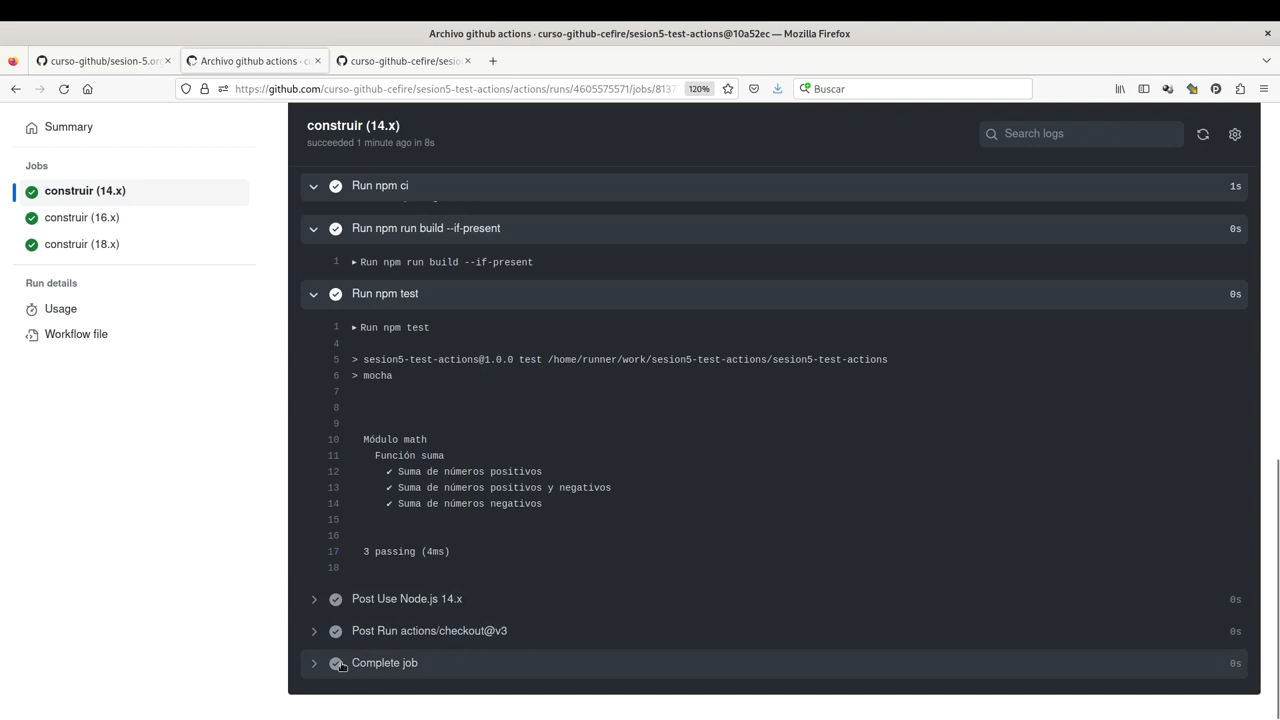 Archivo github actions · curso-github-cefire/sesion5-test-actions@10a52ec — Mozilla Firefox
curso-github/sesion-5.org
Archivo github actions · cu
curso-github-cefire/sesio
https://github.com/curso-github-cefire/sesion5-test-actions/actions/runs/4605575571/jobs/8137
120%
Buscar
Summary
Jobs
construir (14.x)
construir (16.x)
construir (18.x)
Run details
Usage
Workflow file
construir (14.x)
succeeded 1 minute ago in 8s
Search logs
Run npm ci 1s
Run npm run build --if-present 0s
1 ▸ Run npm run build --if-present
Run npm test 0s
1 ▸ Run npm test
4
5 > sesion5-test-actions@1.0.0 test /home/runner/work/sesion5-test-actions/sesion5-test-actions
6 > mocha
7
8
9
10 Módulo math
11 Función suma
12 ✔ Suma de números positivos
13 ✔ Suma de números positivos y negativos
14 ✔ Suma de números negativos
15
16
17 3 passing (4ms)
18
Post Use Node.js 14.x 0s
Post Run actions/checkout@v3 0s
Complete job 0s